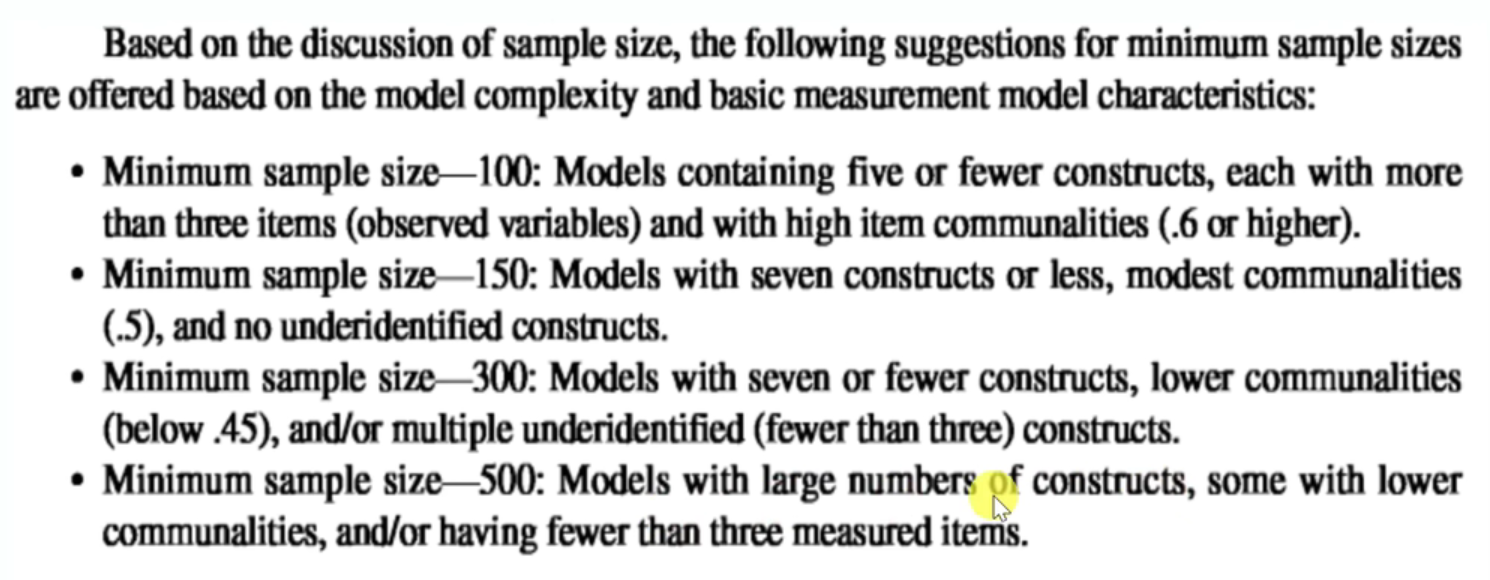 Based on the discussion of sample size, the following suggestions for minimum sample sizes
are offered based on the model complexity and basic measurement model characteristics:
• Minimum sample size—100: Models containing five or fewer constructs, each with more
than three items (observed variables) and with high item communalities (.6 or higher).
• Minimum sample size—150: Models with seven constructs or less, modest communalities
(.5), and no underidentified constructs.
• Minimum sample size—300: Models with seven or fewer constructs, lower communalities
(below .45), and/or multiple underidentified (fewer than three) constructs.
• Minimum sample size—500: Models with large numbers of constructs, some with lower
communalities, and/or having fewer than three measured items.